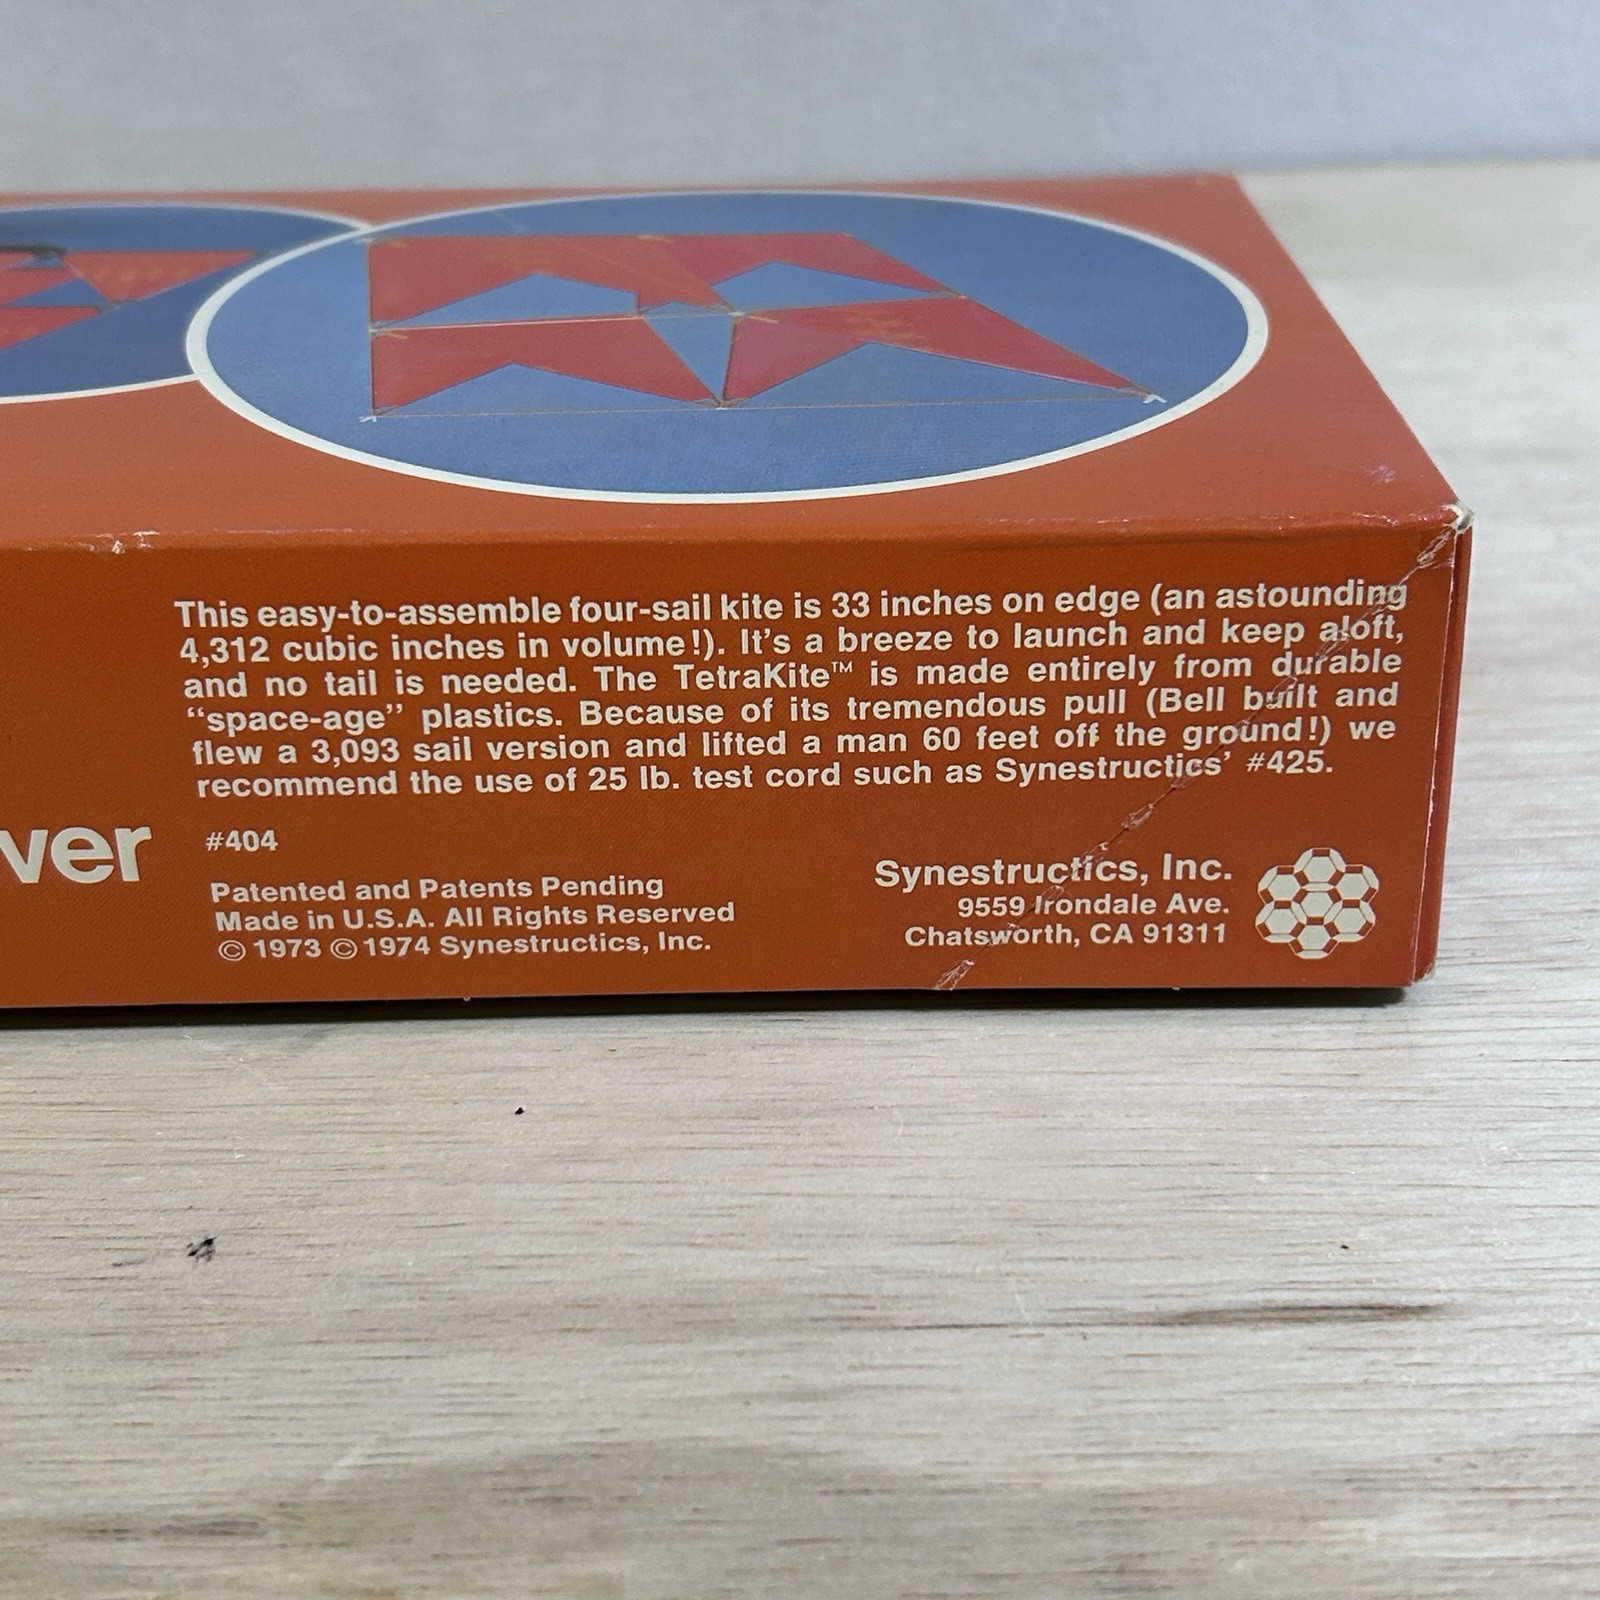 This easy-to-assemble four-sail kite is 33 inches on edge (an astounding
4,312 cubic inches in volume!). It's a breeze to launch and keep aloft,
and no tail is needed. The TetraKite™ is made entirely from durable
“space-age” plastics. Because of its tremendous pull (Bell built and
flew a 3,093 sail version and lifted a man 60 feet off the ground!) we
recommend the use of 25 lb. test cord such as Synestructics' #425.
ver
#404
Patented and Patents Pending
Made in U.S.A. All Rights Reserved
© 1973 © 1974 Synestructics, Inc.
Synestructics, Inc.
9559 Irondale Ave.
Chatsworth, CA 91311